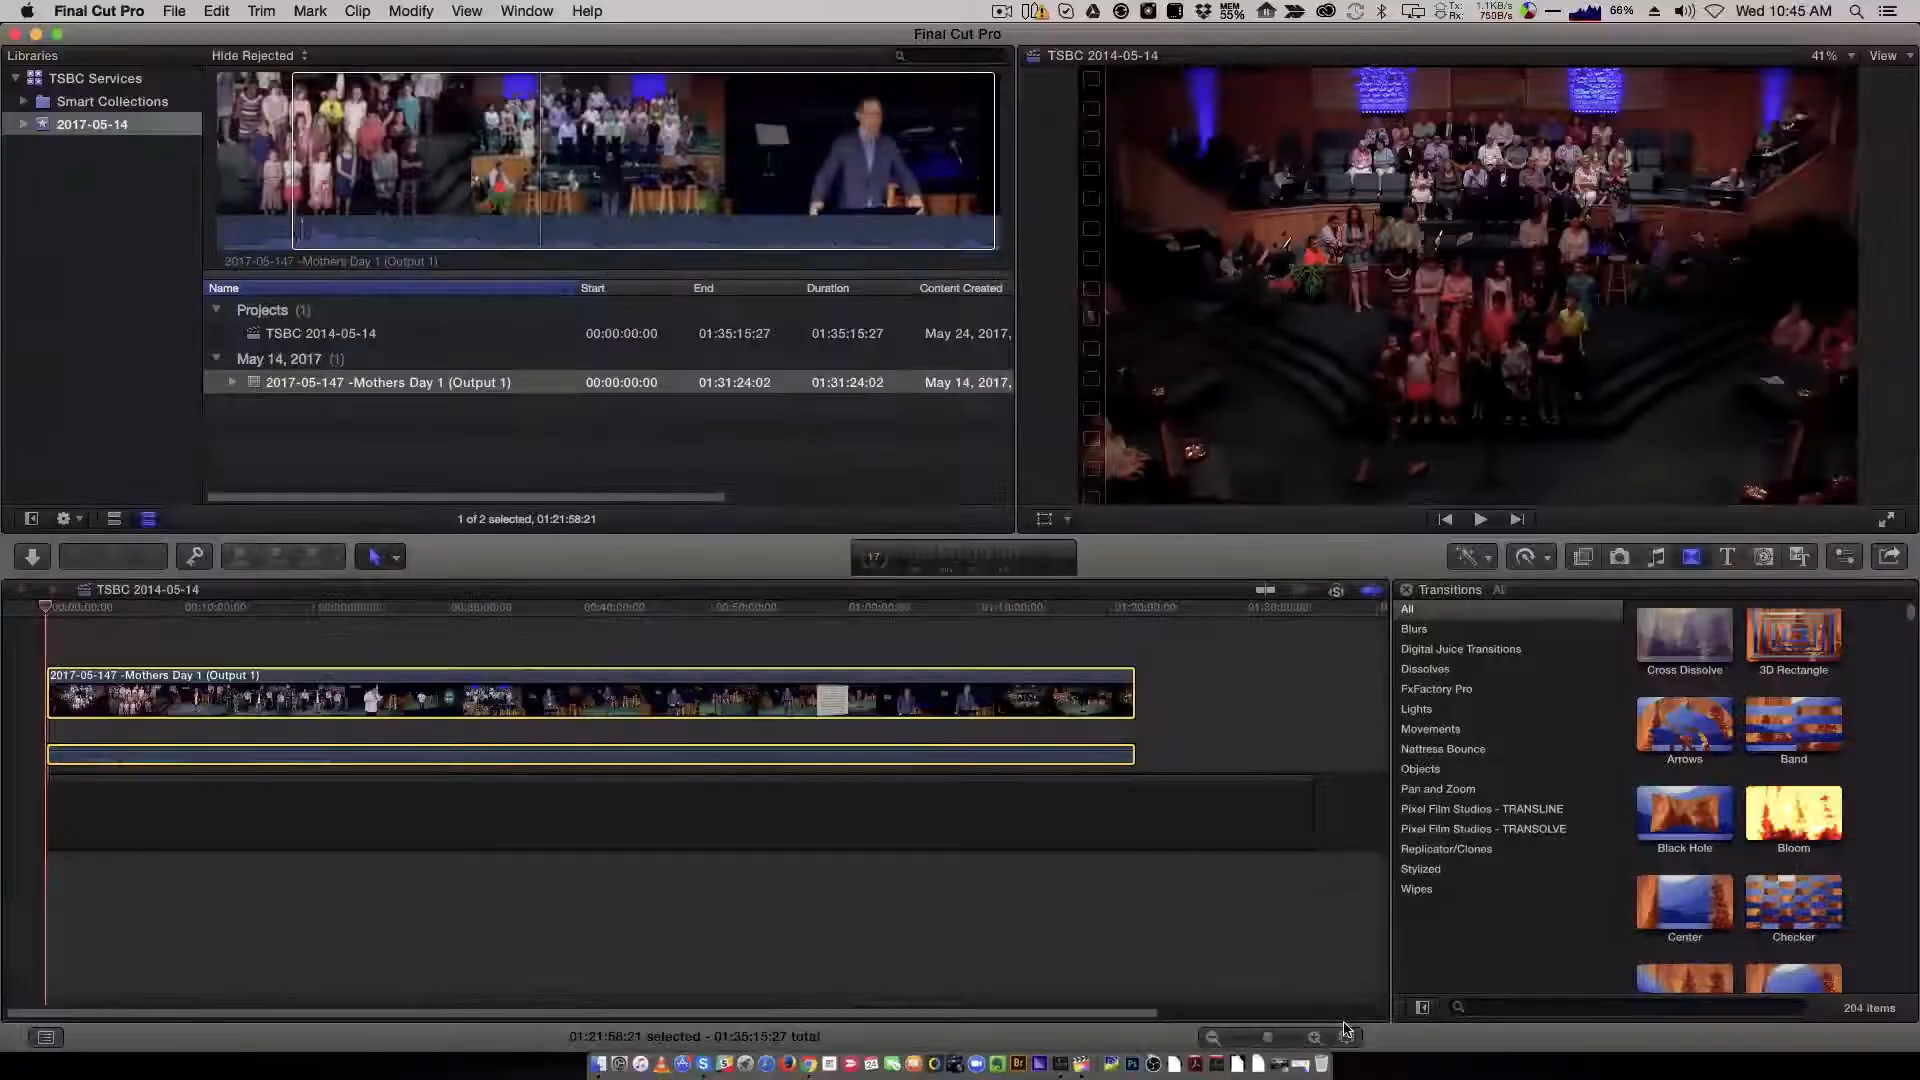 Final Cut Pro File Edit Trim Mark Clip Modify View Window Help
MEM 55% Tx: 1.1KB/s Rx: 750B/s 66% Wed 10:45 AM
Final Cut Pro
Libraries
Hide Rejected
TSBC 2014-05-14
41%
View
TSBC Services
Smart Collections
2017-05-14
2017-05-147 -Mothers Day 1 (Output 1)
Name Start End Duration Content Created
Projects (1)
TSBC 2014-05-14 00:00:00:00 01:35:15:27 01:35:15:27 May 24, 2017,
May 14, 2017 (1)
2017-05-147 -Mothers Day 1 (Output 1) 00:00:00:00 01:31:24:02 01:31:24:02 May 14, 2017,
1 of 2 selected, 01:21:58:21
17
TSBC 2014-05-14
00:00:00:00 00:10:00:00 00:30:00:00 00:40:00:00 00:50:00:00 01:00:00:00 01:10:00:00 01:20:00:00 01:30:00:00
2017-05-147 -Mothers Day 1 (Output 1)
Transitions All
All
Blurs
Digital Juice Transitions
Dissolves
FxFactory Pro
Lights
Movements
Nattress Bounce
Objects
Pan and Zoom
Pixel Film Studios - TRANSLINE
Pixel Film Studios - TRANSOLVE
Replicator/Clones
Stylized
Wipes
Cross Dissolve 3D Rectangle
Arrows Band
Black Hole Bloom
Center Checker
204 items
01:21:58:21 selected - 01:35:15:27 total